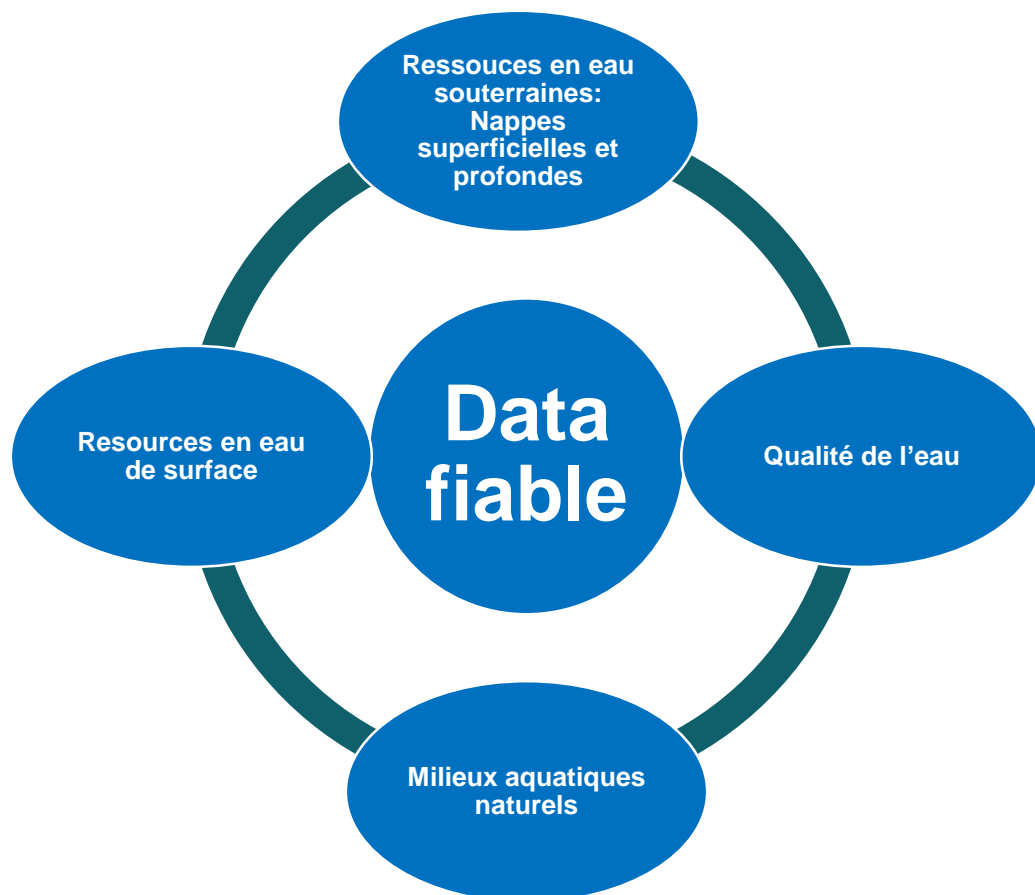 Ressouces en eau
souterraines:
Nappes
superficielles et
profondes
Resources en eau
de surface
Data
fiable
Qualité de l’eau
Milieux aquatiques
naturels